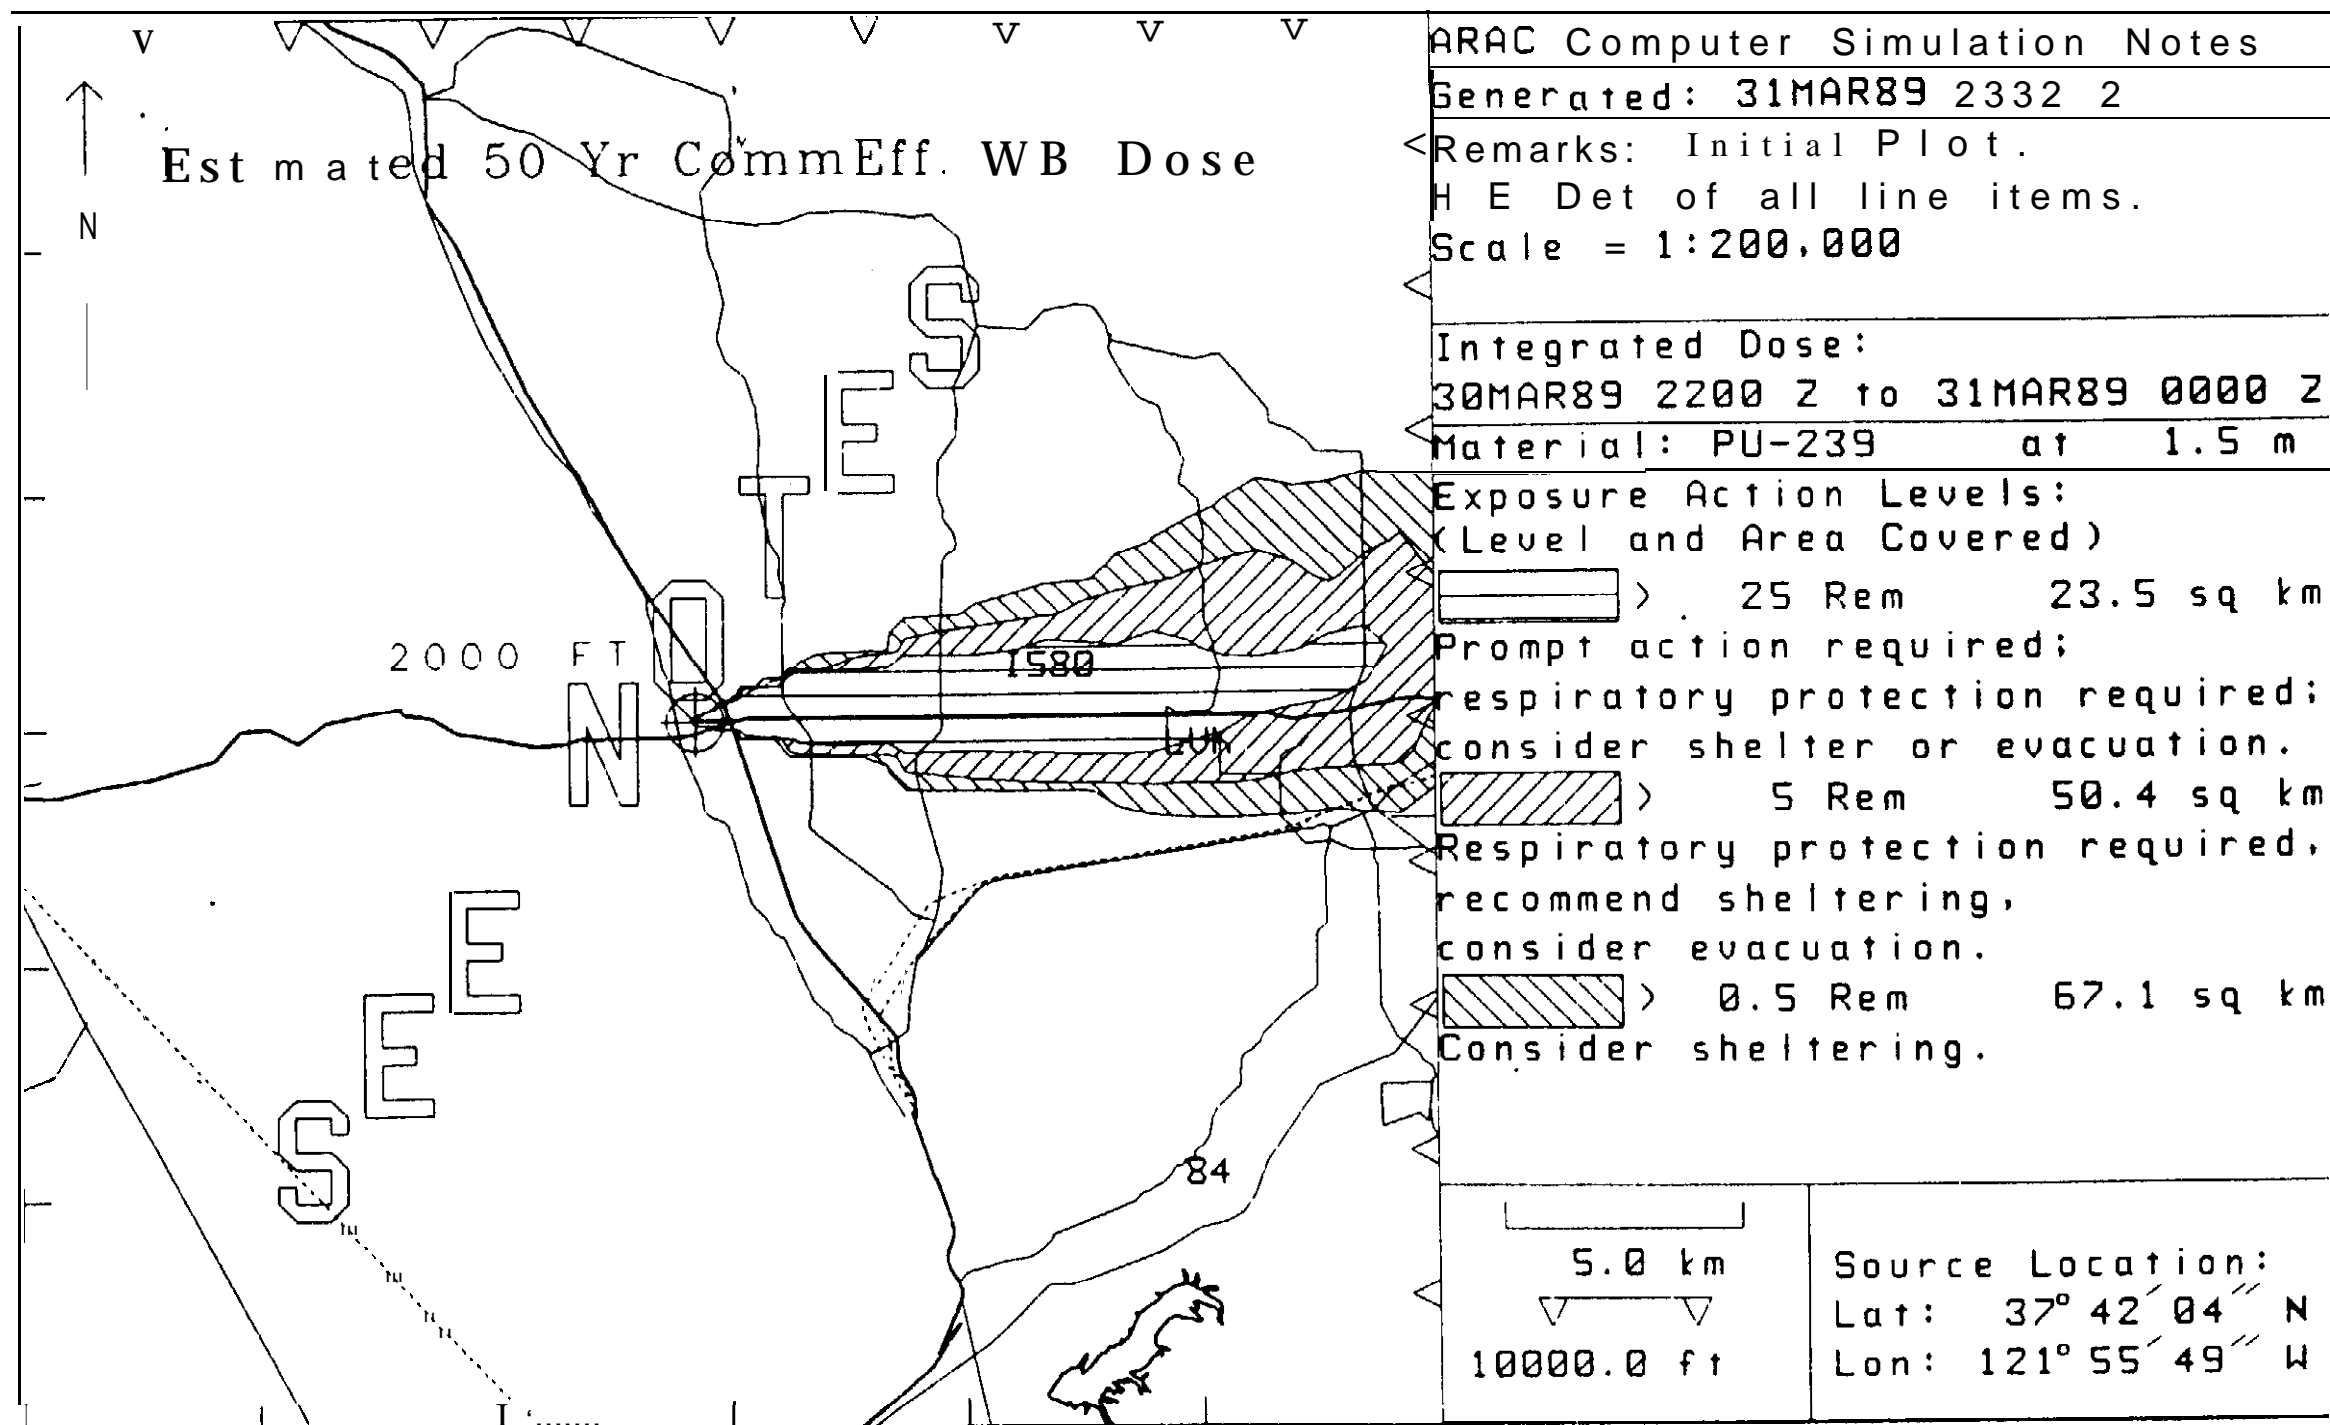 Est mated 50 Yr CommEff. WB Dose
N
SEE NOTES
2000 FT
I580
LVK
84
ARAC Computer Simulation Notes
Generated: 31MAR89 2332 2
Remarks: Initial Plot.
H E Det of all line items.
Scale = 1:200,000
Integrated Dose:
30MAR89 2200 Z to 31MAR89 0000 Z
Material: PU-239 at 1.5 m
Exposure Action Levels:
(Level and Area Covered)
> 25 Rem 23.5 sq km
Prompt action required;
respiratory protection required;
consider shelter or evacuation.
> 5 Rem 50.4 sq km
Respiratory protection required,
recommend sheltering,
consider evacuation.
> 0.5 Rem 67.1 sq km
Consider sheltering.
5.0 km
10000.0 ft
Source Location:
Lat: 37° 42′ 04″ N
Lon: 121° 55′ 49″ W